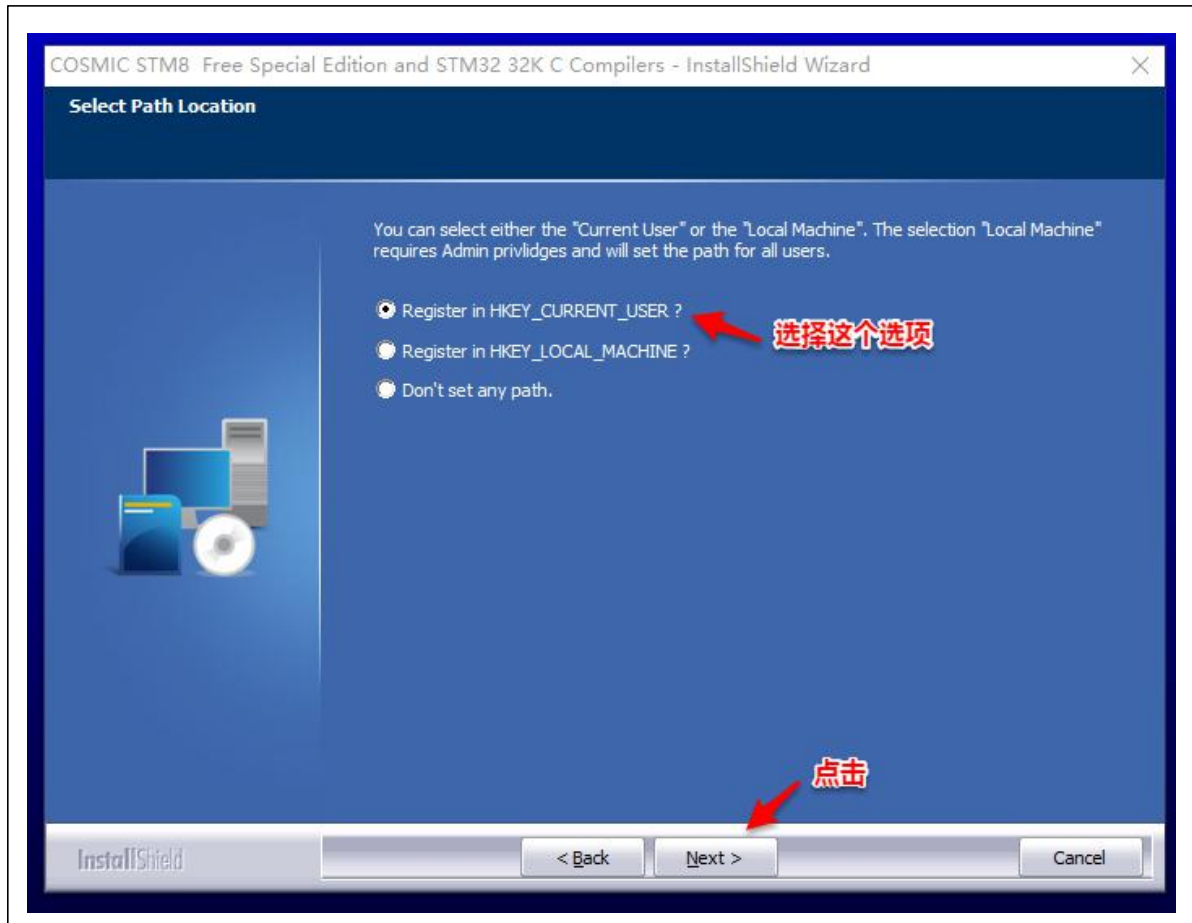 COSMIC STM8  Free Special Edition and STM32 32K C Compilers - InstallShield Wizard
Select Path Location
You can select either the "Current User" or the "Local Machine". The selection "Local Machine"
requires Admin privlidges and will set the path for all users.
Register in HKEY_CURRENT_USER ?
选择这个选项
Register in HKEY_LOCAL_MACHINE ?
Don't set any path.
点击
InstallShield
< Back
Next >
Cancel